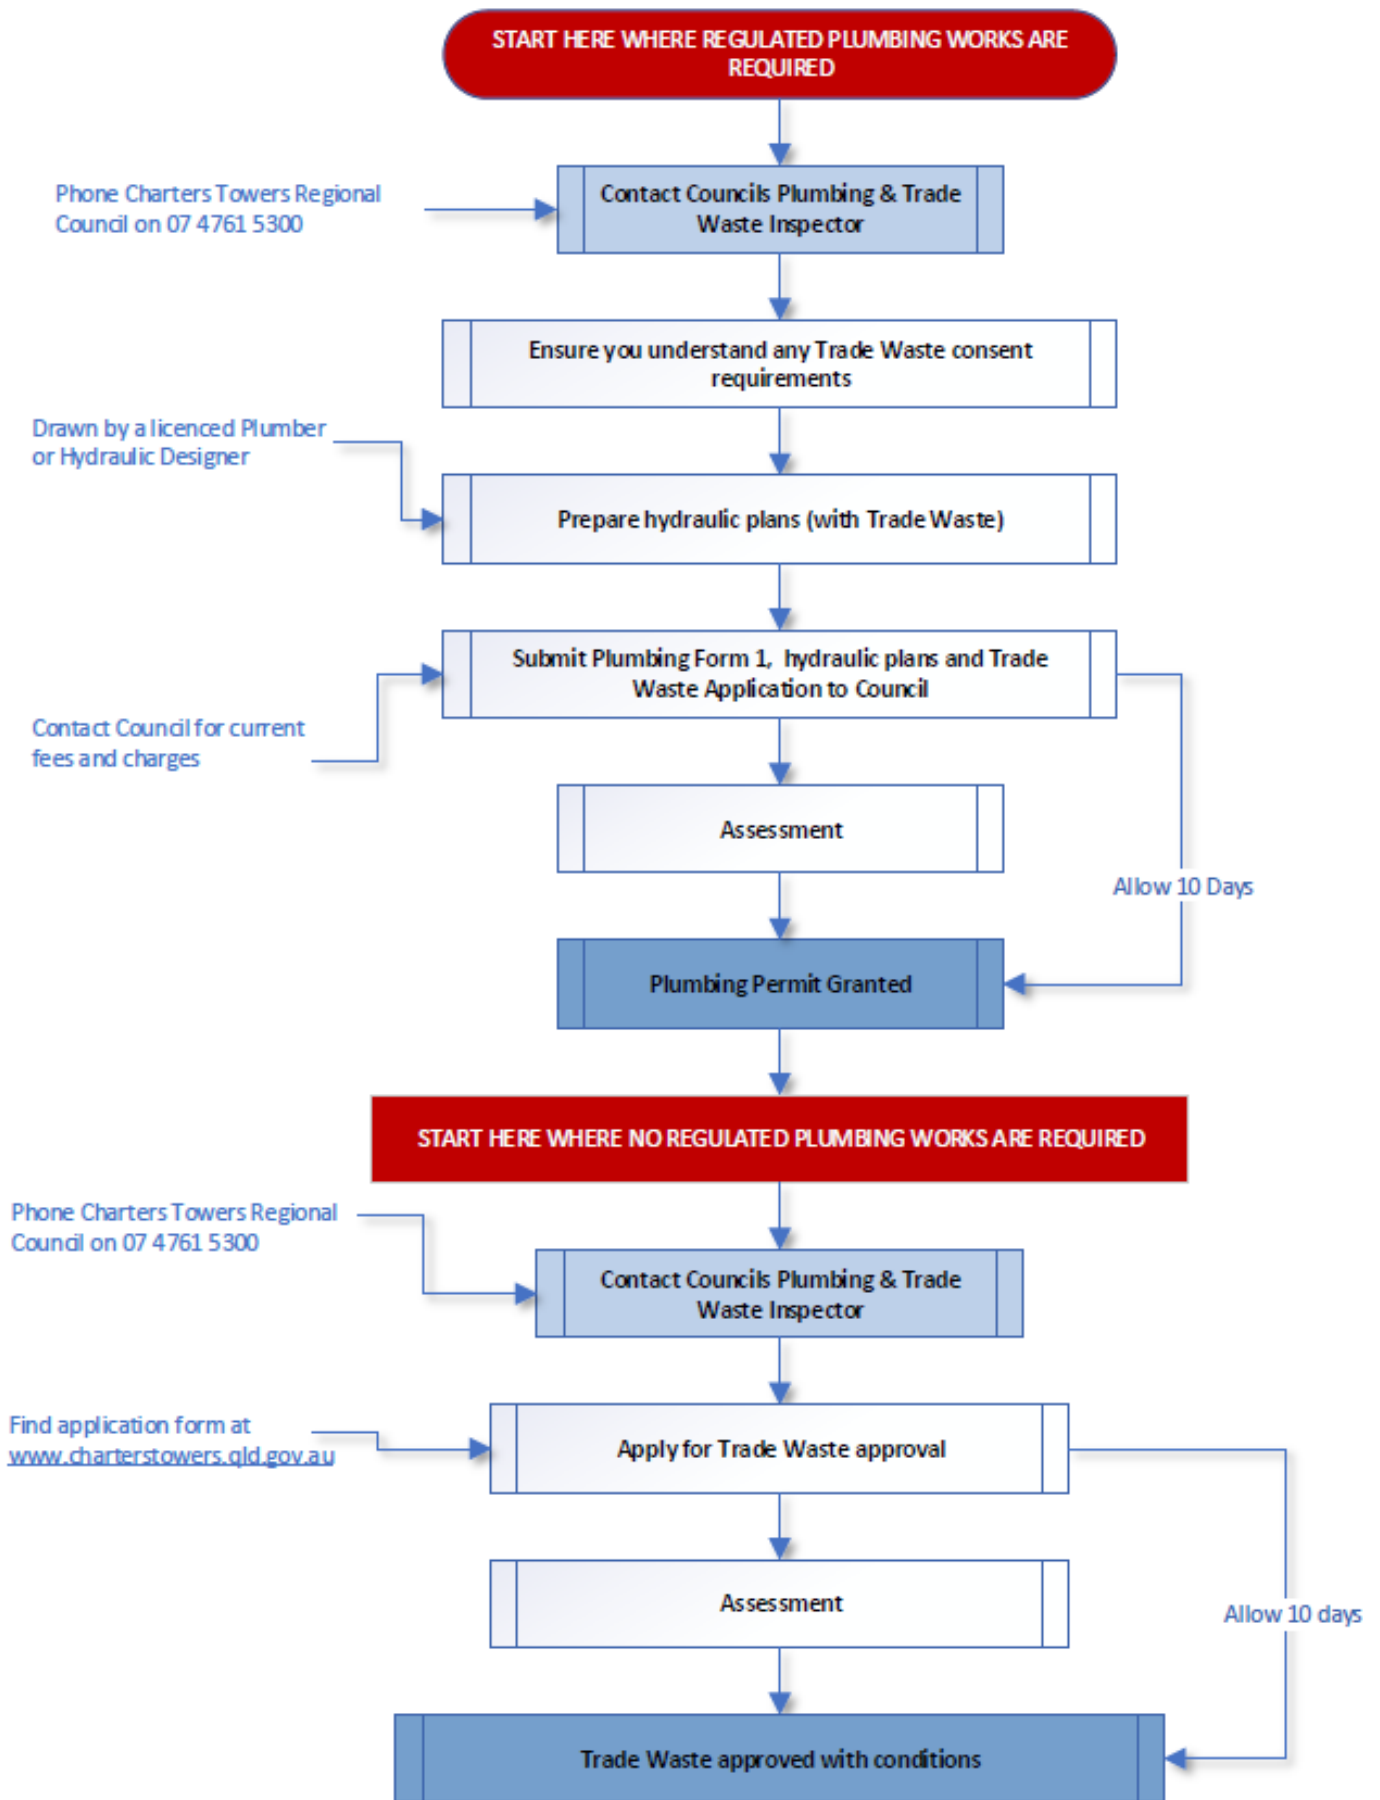 START HERE WHERE REGULATED PLUMBING WORKS ARE
REQUIRED
Phone Charters Towers Regional
Council on 07 4761 5300
Contact Councils Plumbing & Trade
Waste Inspector
Ensure you understand any Trade Waste consent
requirements
Drawn by a licenced Plumber
or Hydraulic Designer
Prepare hydraulic plans (with Trade Waste)
Submit Plumbing Form 1, hydraulic plans and Trade
Waste Application to Council
Contact Council for current
fees and charges
Assessment
Allow 10 Days
Plumbing Permit Granted
START HERE WHERE NO REGULATED PLUMBING WORKS ARE REQUIRED
Phone Charters Towers Regional
Council on 07 4761 5300
Contact Councils Plumbing & Trade
Waste Inspector
Find application form at
www.charterstowers.qld.gov.au
Apply for Trade Waste approval
Assessment
Allow 10 days
Trade Waste approved with conditions